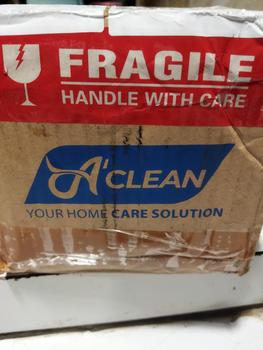 FRAGILE
HANDLE WITH CARE
A'CLEAN
YOUR HOME CARE SOLUTION